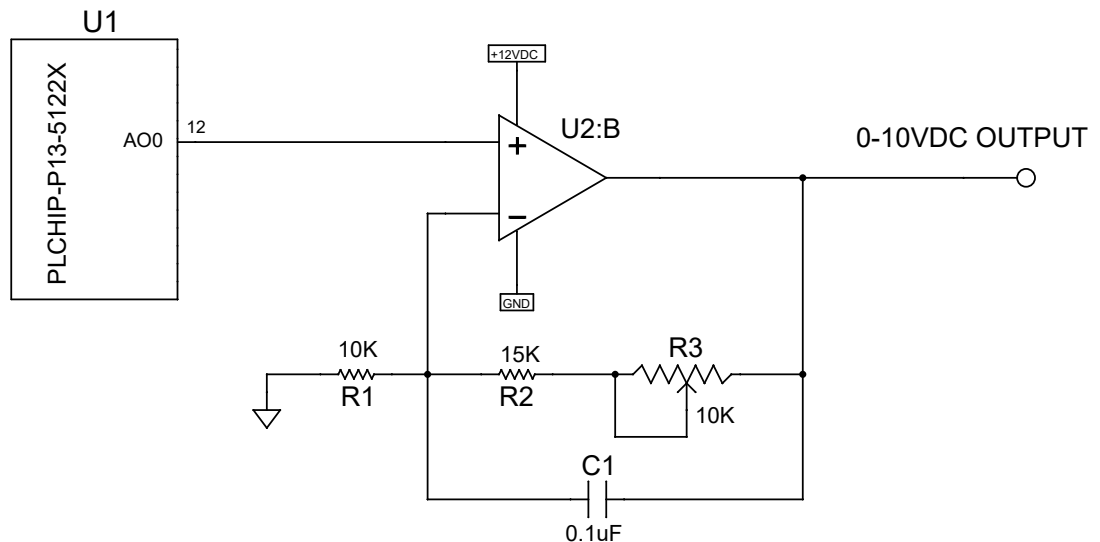 U1
PLCHIP-P13-5122X
AO0
12
+12VDC
U2:B
+
−
GND
0-10VDC OUTPUT
10K
R1
15K
R2
R3
10K
C1
0.1uF